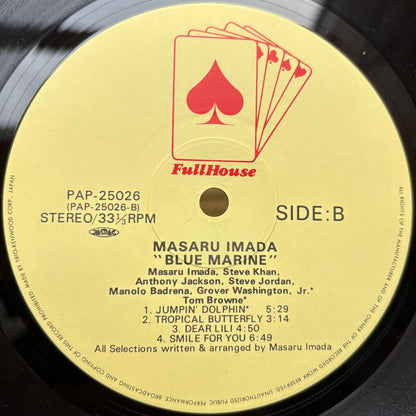 FullHouse
PAP-25026
(PAP-25026-B)
STEREO/33⅓RPM
SIDE:B
MASARU IMADA
"BLUE MARINE"
Masaru Imada, Steve Khan,
Anthony Jackson, Steve Jordan,
Manolo Badrena, Grover Washington, Jr.*
Tom Browne*
1. JUMPIN' DOLPHIN* 5:29
2. TROPICAL BUTTERFLY 3:14
3. DEAR LILI 4:50
4. SMILE FOR YOU 6:49
All Selections written & arranged by Masaru Imada
MADE BY TRIO-KENWOOD CORP. JAPAN
ALL RIGHTS OF THE MANUFACTURER AND OF THE OWNER OF THE RECORDED WORK RESERVED. UNAUTHORIZED PUBLIC PERFORMANCE BROADCASTING AND COPYING OF THIS RECORD PROHIBITED